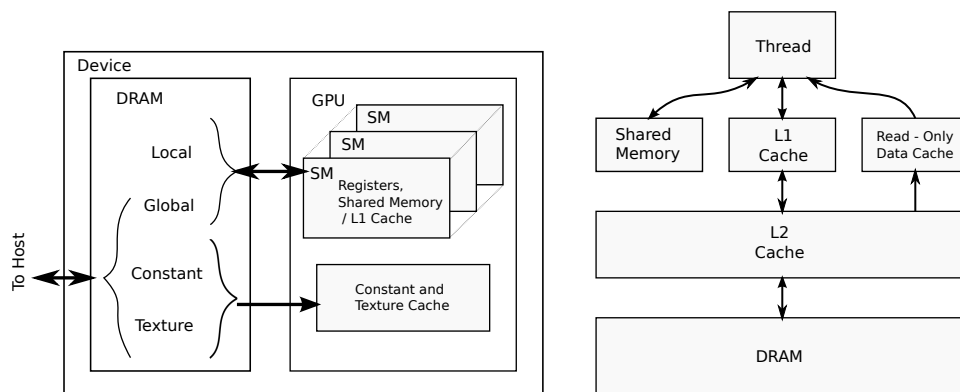 Device
DRAM
Local
Global
Constant
Texture
To Host
GPU
SM
SM
SM
Registers,
Shared Memory
/ L1 Cache
Constant and
Texture Cache
Thread
Shared
Memory
L1
Cache
Read - Only
Data Cache
L2
Cache
DRAM